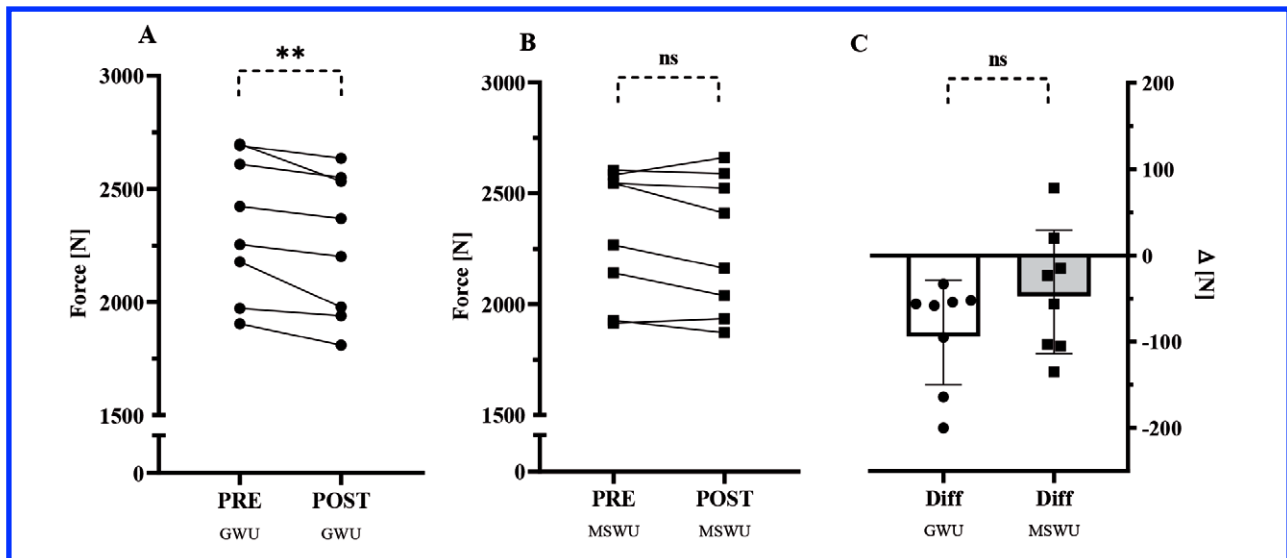 A
**
3000
2500
2000
1500
0
Force [N]
PRE
POST
GWU
GWU
B
ns
3000
2500
2000
1500
0
Force [N]
PRE
POST
MSWU
MSWU
C
ns
200
100
0
-100
-200
Δ [N]
Diff
Diff
GWU
MSWU